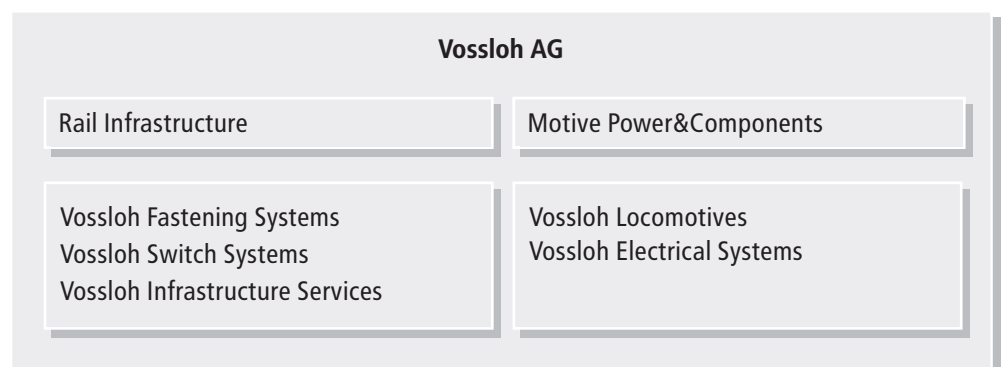 Vossloh AG
Rail Infrastructure
Motive Power&Components
Vossloh Fastening Systems
Vossloh Switch Systems
Vossloh Infrastructure Services
Vossloh Locomotives
Vossloh Electrical Systems